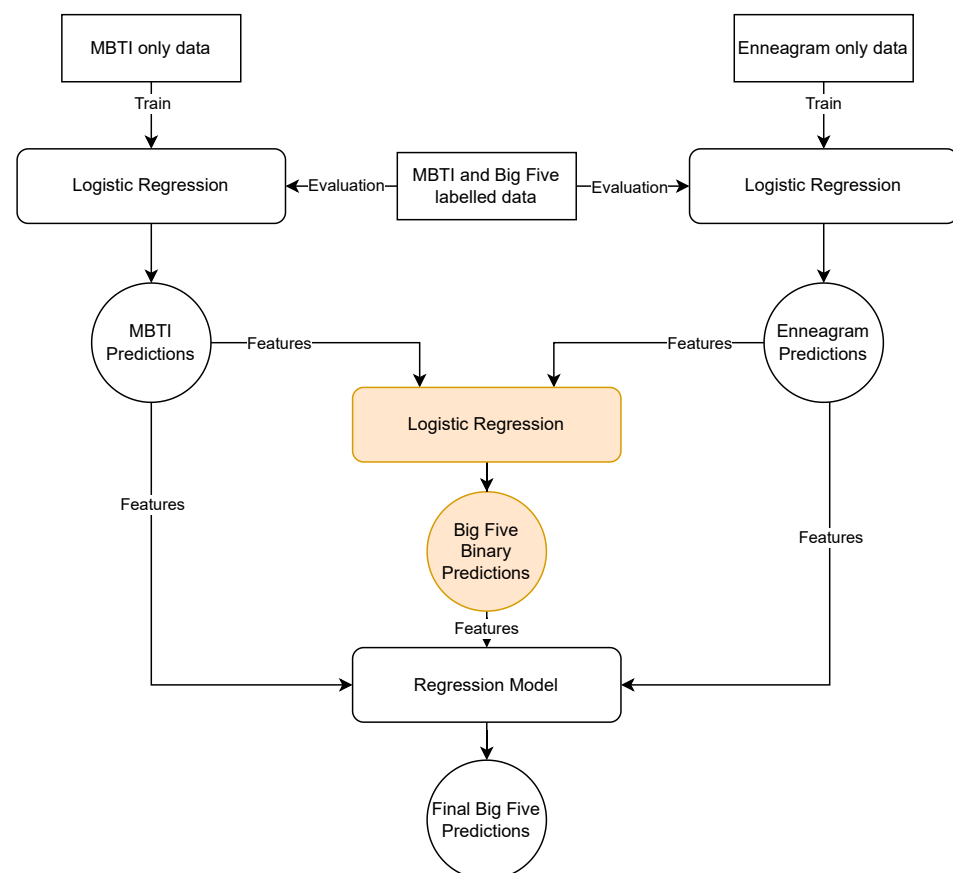 MBTI only data
Enneagram only data
Train
Train
Logistic Regression
Evaluation
MBTI and Big Five
labelled data
Evaluation
Logistic Regression
MBTI
Predictions
Features
Features
Enneagram
Predictions
Logistic Regression
Features
Big Five
Binary
Predictions
Features
Features
Regression Model
Final Big Five
Predictions